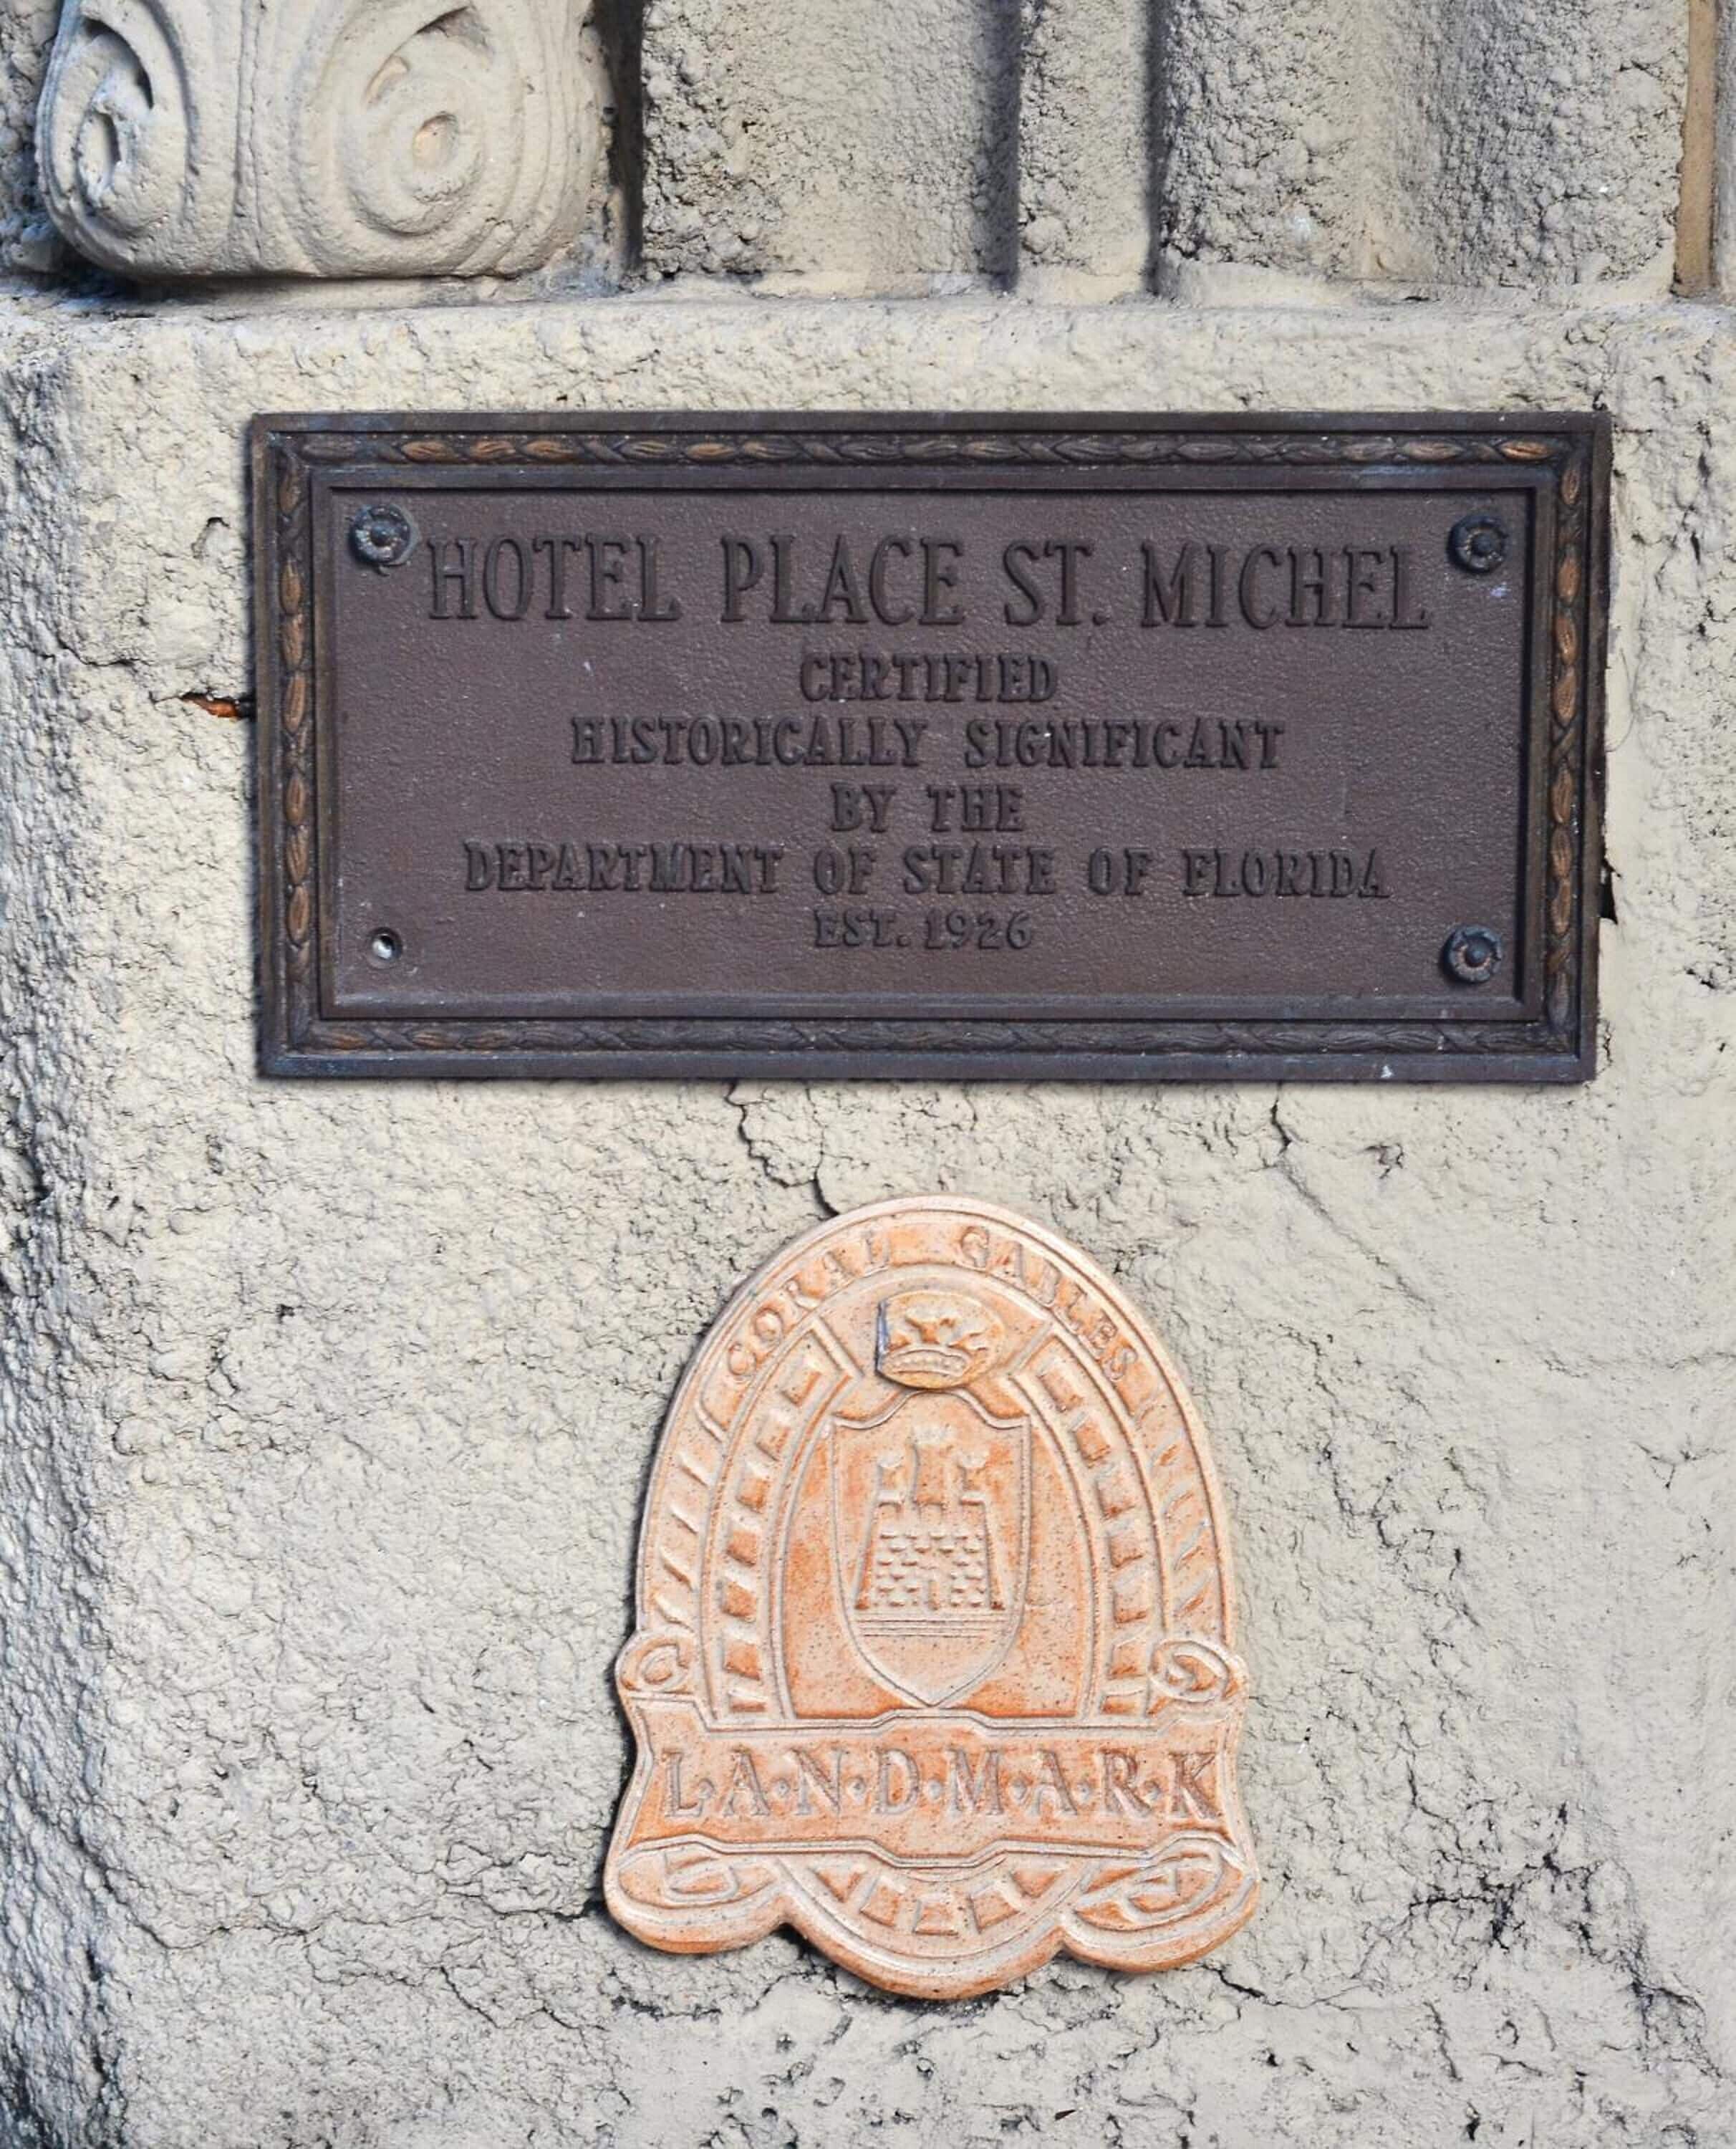 HOTEL PLACE ST. MICHEL
CERTIFIED
HISTORICALLY SIGNIFICANT
BY THE
DEPARTMENT OF STATE OF FLORIDA
EST. 1926
CORAL GABLES
L·A·N·D·M·A·R·K